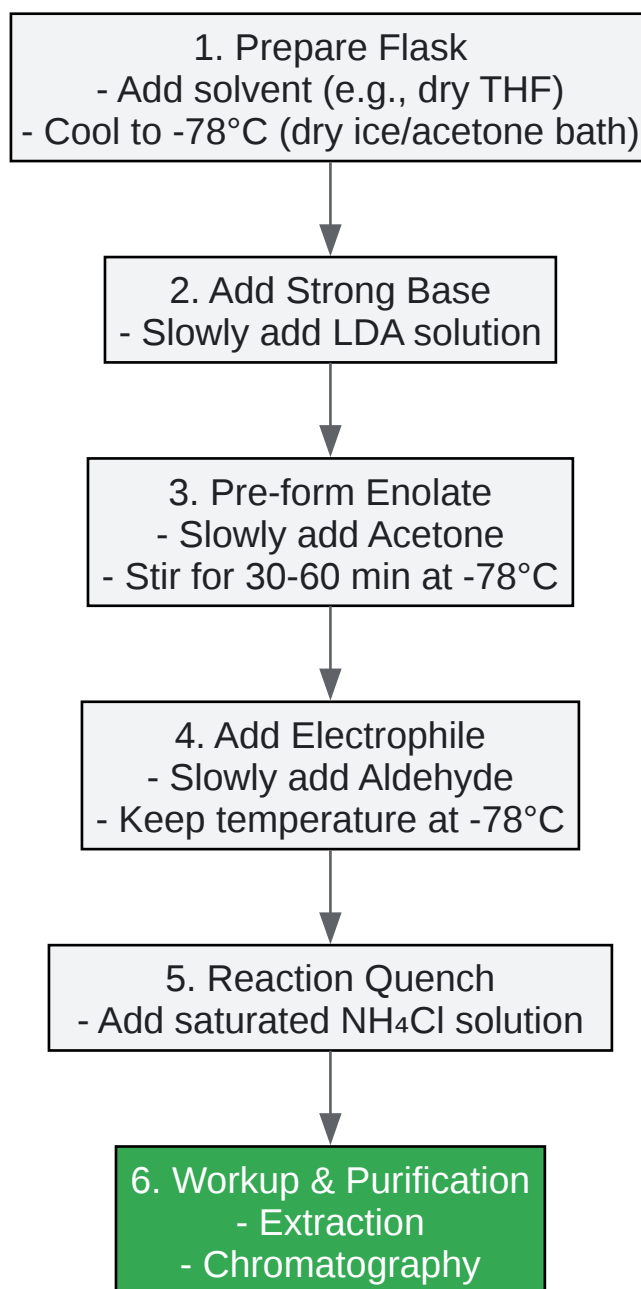 1. Prepare Flask
- Add solvent (e.g., dry THF)
- Cool to -78°C (dry ice/acetone bath)
2. Add Strong Base
- Slowly add LDA solution
3. Pre-form Enolate
- Slowly add Acetone
- Stir for 30-60 min at -78°C
4. Add Electrophile
- Slowly add Aldehyde
- Keep temperature at -78°C
5. Reaction Quench
- Add saturated NH₄Cl solution
6. Workup & Purification
- Extraction
- Chromatography